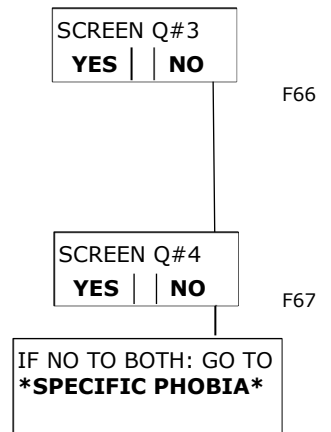 SCREEN Q#3
YES | | NO
F66
SCREEN Q#4
YES | | NO
F67
IF NO TO BOTH: GO TO
*SPECIFIC PHOBIA*